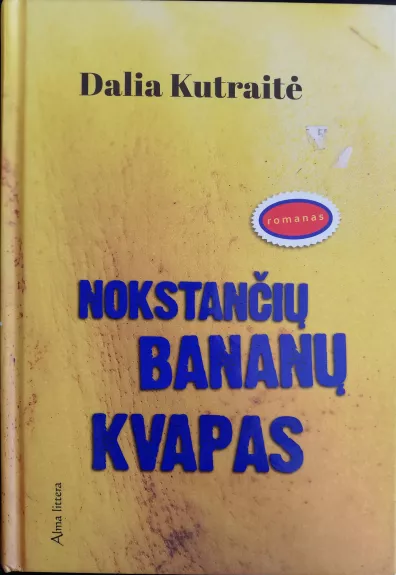 Dalia Kutraitė
romanas
NOKSTANČIŲ
BANANŲ
KVAPAS
Alma littera